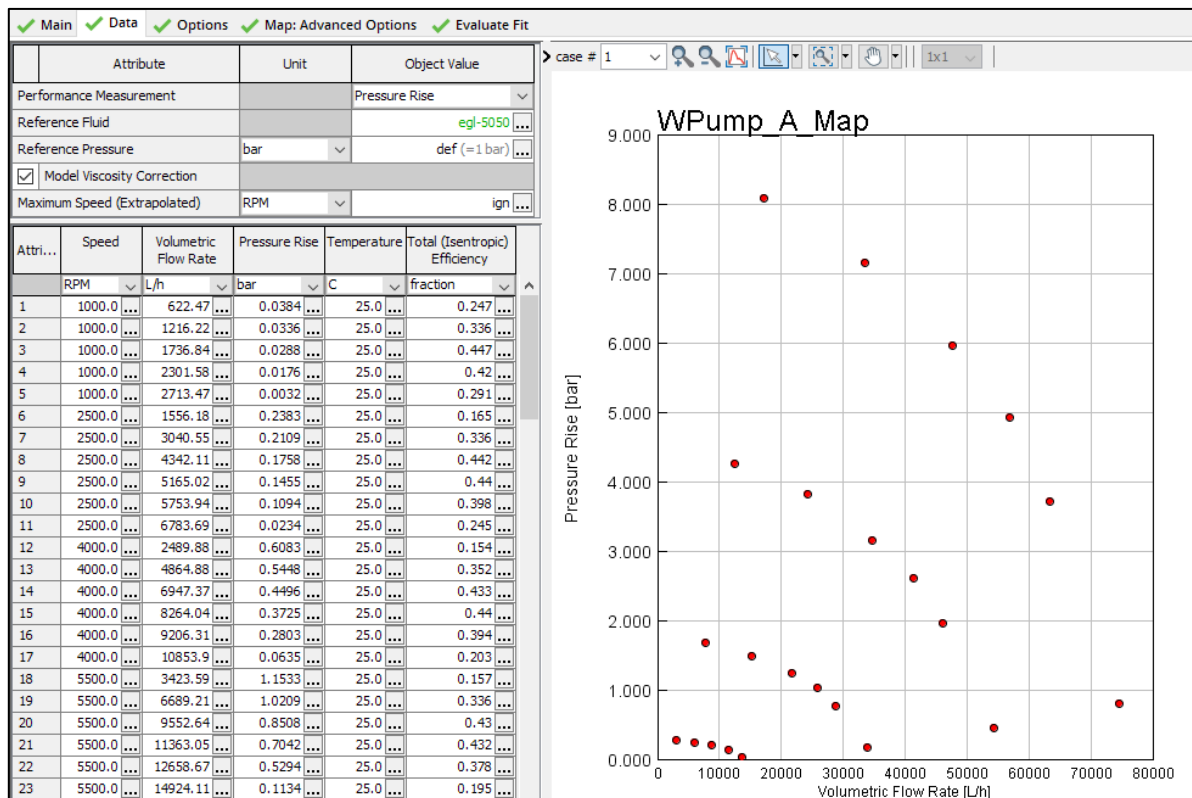 Main Data Options Map: Advanced Options Evaluate Fit
Attribute Unit Object Value
Performance Measurement Pressure Rise
Reference Fluid egl-5050 ...
Reference Pressure bar def (=1 bar) ...
Model Viscosity Correction
Maximum Speed (Extrapolated) RPM ign ...
Attri... Speed Volumetric Flow Rate Pressure Rise Temperature Total (Isentropic) Efficiency
RPM L/h bar C fraction
1 1000.0 ... 622.47 ... 0.0384 ... 25.0 ... 0.247 ...
2 1000.0 ... 1216.22 ... 0.0336 ... 25.0 ... 0.336 ...
3 1000.0 ... 1736.84 ... 0.0288 ... 25.0 ... 0.447 ...
4 1000.0 ... 2301.58 ... 0.0176 ... 25.0 ... 0.42 ...
5 1000.0 ... 2713.47 ... 0.0032 ... 25.0 ... 0.291 ...
6 2500.0 ... 1556.18 ... 0.2383 ... 25.0 ... 0.165 ...
7 2500.0 ... 3040.55 ... 0.2109 ... 25.0 ... 0.336 ...
8 2500.0 ... 4342.11 ... 0.1758 ... 25.0 ... 0.442 ...
9 2500.0 ... 5165.02 ... 0.1455 ... 25.0 ... 0.44 ...
10 2500.0 ... 5753.94 ... 0.1094 ... 25.0 ... 0.398 ...
11 2500.0 ... 6783.69 ... 0.0234 ... 25.0 ... 0.245 ...
12 4000.0 ... 2489.88 ... 0.6083 ... 25.0 ... 0.154 ...
13 4000.0 ... 4864.88 ... 0.5448 ... 25.0 ... 0.352 ...
14 4000.0 ... 6947.37 ... 0.4496 ... 25.0 ... 0.433 ...
15 4000.0 ... 8264.04 ... 0.3725 ... 25.0 ... 0.44 ...
16 4000.0 ... 9206.31 ... 0.2803 ... 25.0 ... 0.394 ...
17 4000.0 ... 10853.9 ... 0.0635 ... 25.0 ... 0.203 ...
18 5500.0 ... 3423.59 ... 1.1533 ... 25.0 ... 0.157 ...
19 5500.0 ... 6689.21 ... 1.0209 ... 25.0 ... 0.336 ...
20 5500.0 ... 9552.64 ... 0.8508 ... 25.0 ... 0.43 ...
21 5500.0 ... 11363.05 ... 0.7042 ... 25.0 ... 0.432 ...
22 5500.0 ... 12658.67 ... 0.5294 ... 25.0 ... 0.378 ...
23 5500.0 ... 14924.11 ... 0.1134 ... 25.0 ... 0.195 ...
case # 1 1x1
WPump_A_Map
9.000
8.000
7.000
6.000
5.000
4.000
3.000
2.000
1.000
0.000
Pressure Rise [bar]
0 10000 20000 30000 40000 50000 60000 70000 80000
Volumetric Flow Rate [L/h]